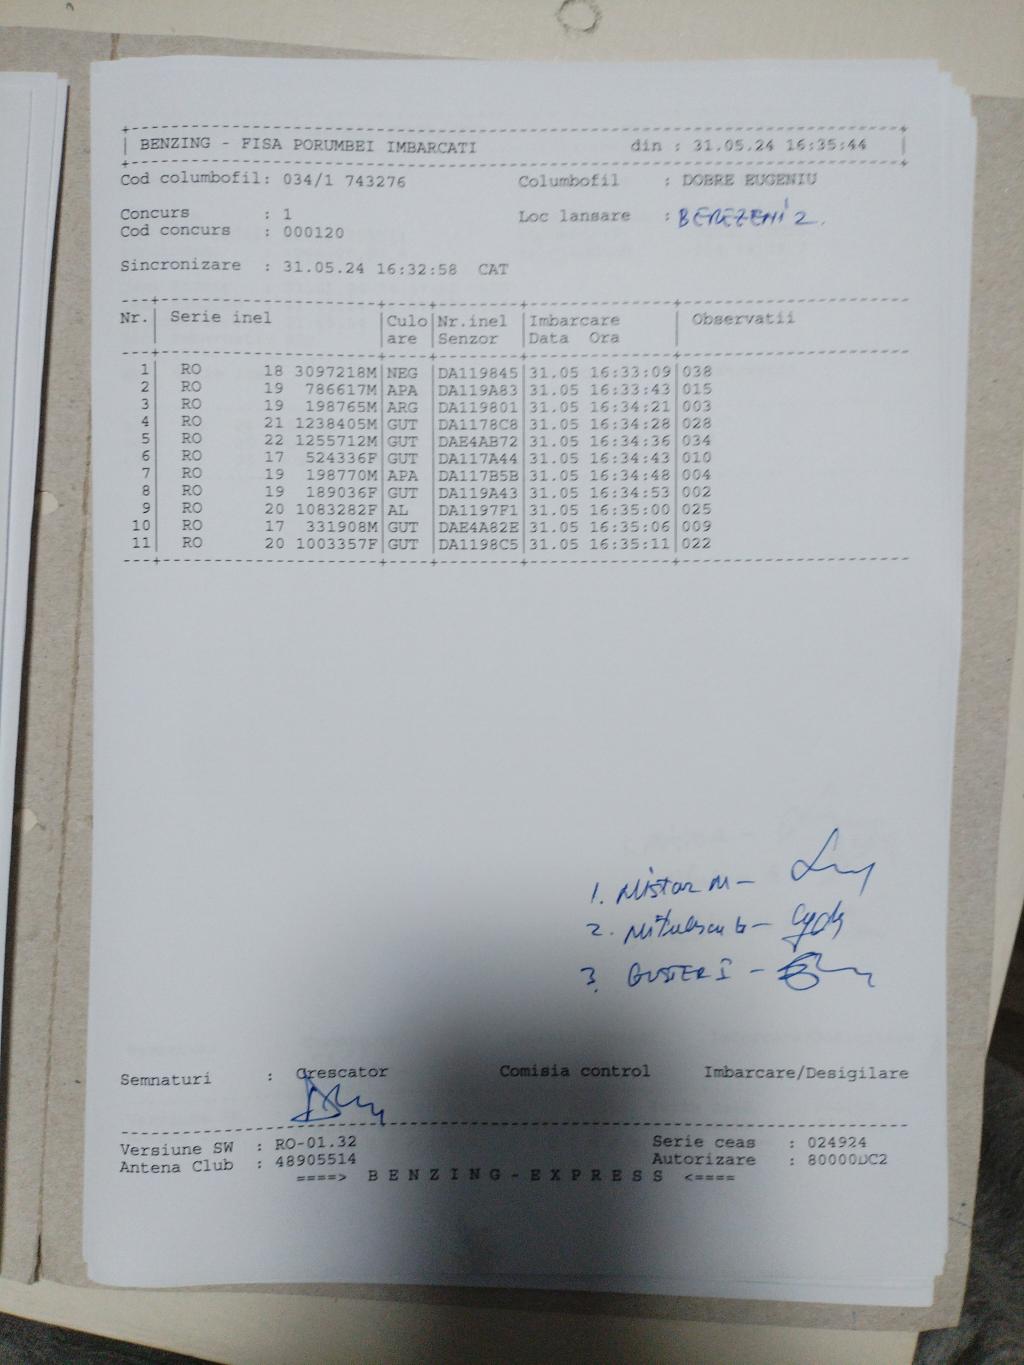 BENZING - FISA PORUMBEI IMBARCATI din : 31.05.24 16:35:44
Cod columbofil: 034/1 743276 Columbofil : DOBRE EUGENIU
Concurs : 1 Loc lansare : BEREZENI 2.
Cod concurs : 000120
Sincronizare : 31.05.24 16:32:58 CAT
Nr. Serie inel Culo Nr.inel Imbarcare Observatii
are Senzor Data Ora
1 RO 18 3097218M NEG DA119845 31.05 16:33:09 038
2 RO 19 786617M APA DA119A83 31.05 16:33:43 015
3 RO 19 198765M ARG DA119801 31.05 16:34:21 003
4 RO 21 1238405M GUT DA1178C8 31.05 16:34:28 028
5 RO 22 1255712M GUT DAE4AB72 31.05 16:34:36 034
6 RO 17 524336F GUT DA117A44 31.05 16:34:43 010
7 RO 19 198770M APA DA117B5B 31.05 16:34:48 004
8 RO 19 189036F GUT DA119A43 31.05 16:34:53 002
9 RO 20 1083282F AL DA1197F1 31.05 16:35:00 025
10 RO 17 331908M GUT DAE4A82E 31.05 16:35:06 009
11 RO 20 1003357F GUT DA1198C5 31.05 16:35:11 022
1. Mistor M -
2. Mitulescu G -
3. GUSTER I -
Semnaturi : Crescator Comisia control Imbarcare/Desigilare
Versiune SW : RO-01.32 Serie ceas : 024924
Antena Club : 48905514 Autorizare : 80000DC2
====> B E N Z I N G - E X P R E S S <====